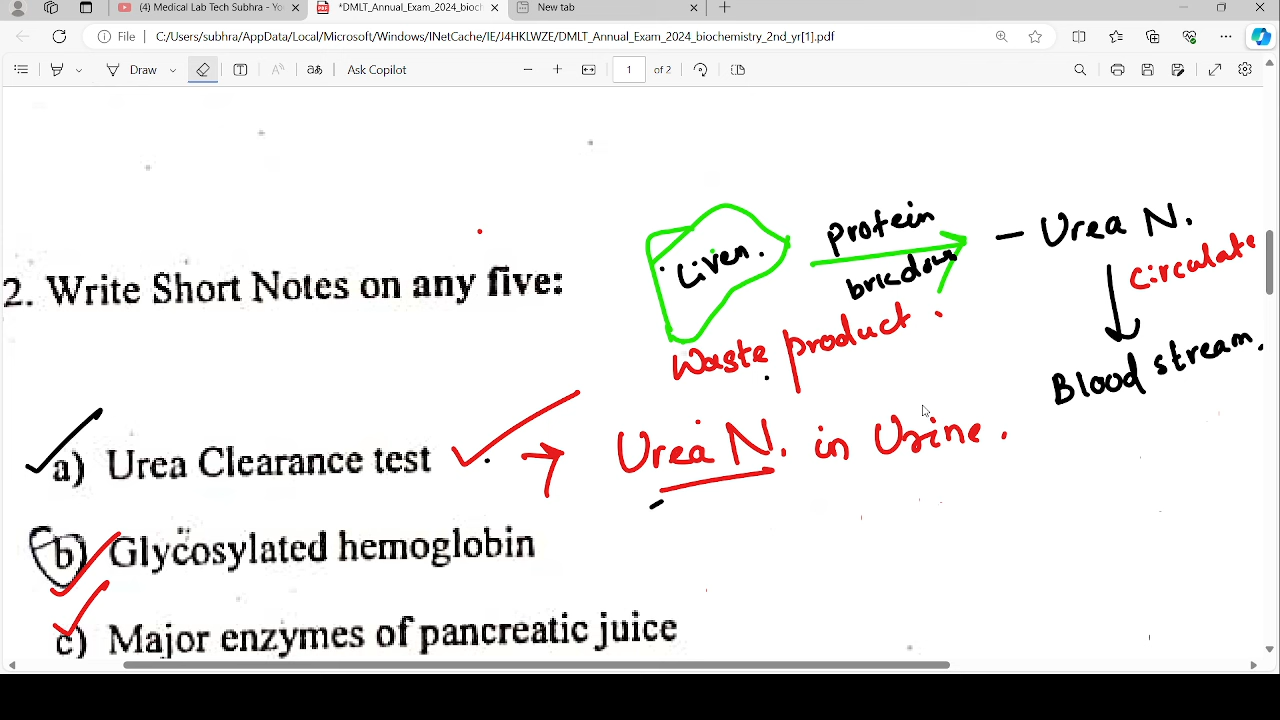 (4) Medical Lab Tech Subhra - Yo
*DMLT_Annual_Exam_2024_bioch
New tab
File
C:/Users/subhra/AppData/Local/Microsoft/Windows/INetCache/IE/J4HKLWZE/DMLT_Annual_Exam_2024_biochemistry_2nd_yr[1].pdf
Draw
Ask Copilot
1 of 2
protein
- Urea N.
Liver.
circulate
2. Write Short Notes on any five:
Waste product.
Blood stream.
a) Urea Clearance test
Urea N. in Urine.
b) Glycosylated hemoglobin
c) Major enzymes of pancreatic juice